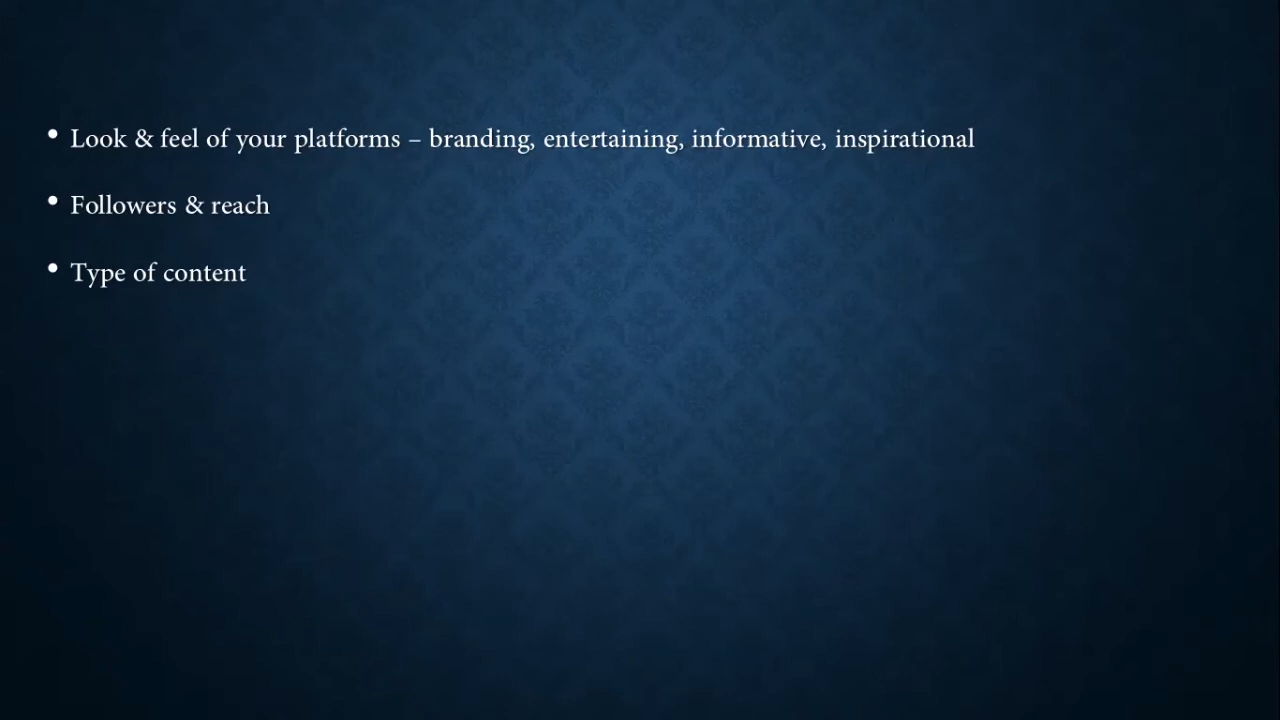 • Look & feel of your platforms – branding, entertaining, informative, inspirational
• Followers & reach
• Type of content